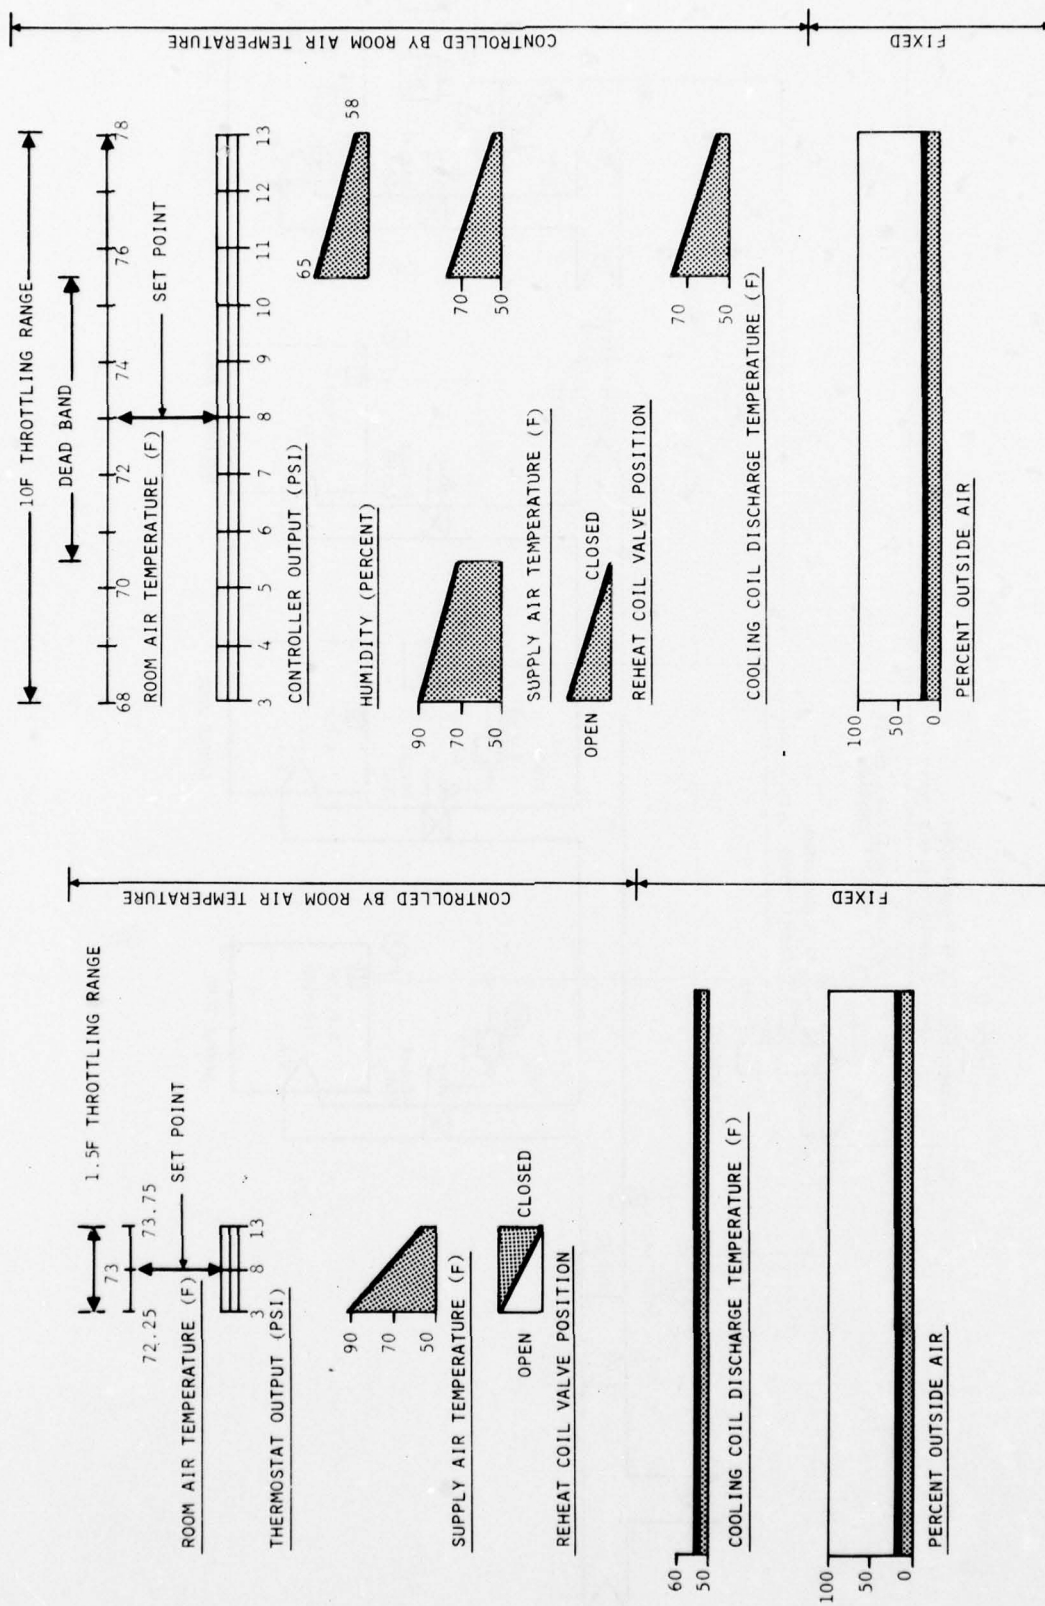 1.5F THROTTLING RANGE
73
72.25 73.75
ROOM AIR TEMPERATURE (F)
SET POINT
3 8 13
THERMOSTAT OUTPUT (PSI)
90
70
50
SUPPLY AIR TEMPERATURE (F)
OPEN CLOSED
REHEAT COIL VALVE POSITION
60
50
COOLING COIL DISCHARGE TEMPERATURE (F)
100
50
0
PERCENT OUTSIDE AIR
CONTROLLED BY ROOM AIR TEMPERATURE
FIXED
10F THROTTLING RANGE
DEAD BAND
68 70 72 74 76 78
ROOM AIR TEMPERATURE (F)
SET POINT
3 4 5 6 7 8 9 10 11 12 13
CONTROLLER OUTPUT (PSI)
65 58
HUMIDITY (PERCENT)
90
70
50
70
50
SUPPLY AIR TEMPERATURE (F)
OPEN CLOSED
REHEAT COIL VALVE POSITION
70
50
COOLING COIL DISCHARGE TEMPERATURE (F)
100
50
0
PERCENT OUTSIDE AIR
CONTROLLED BY ROOM AIR TEMPERATURE
FIXED